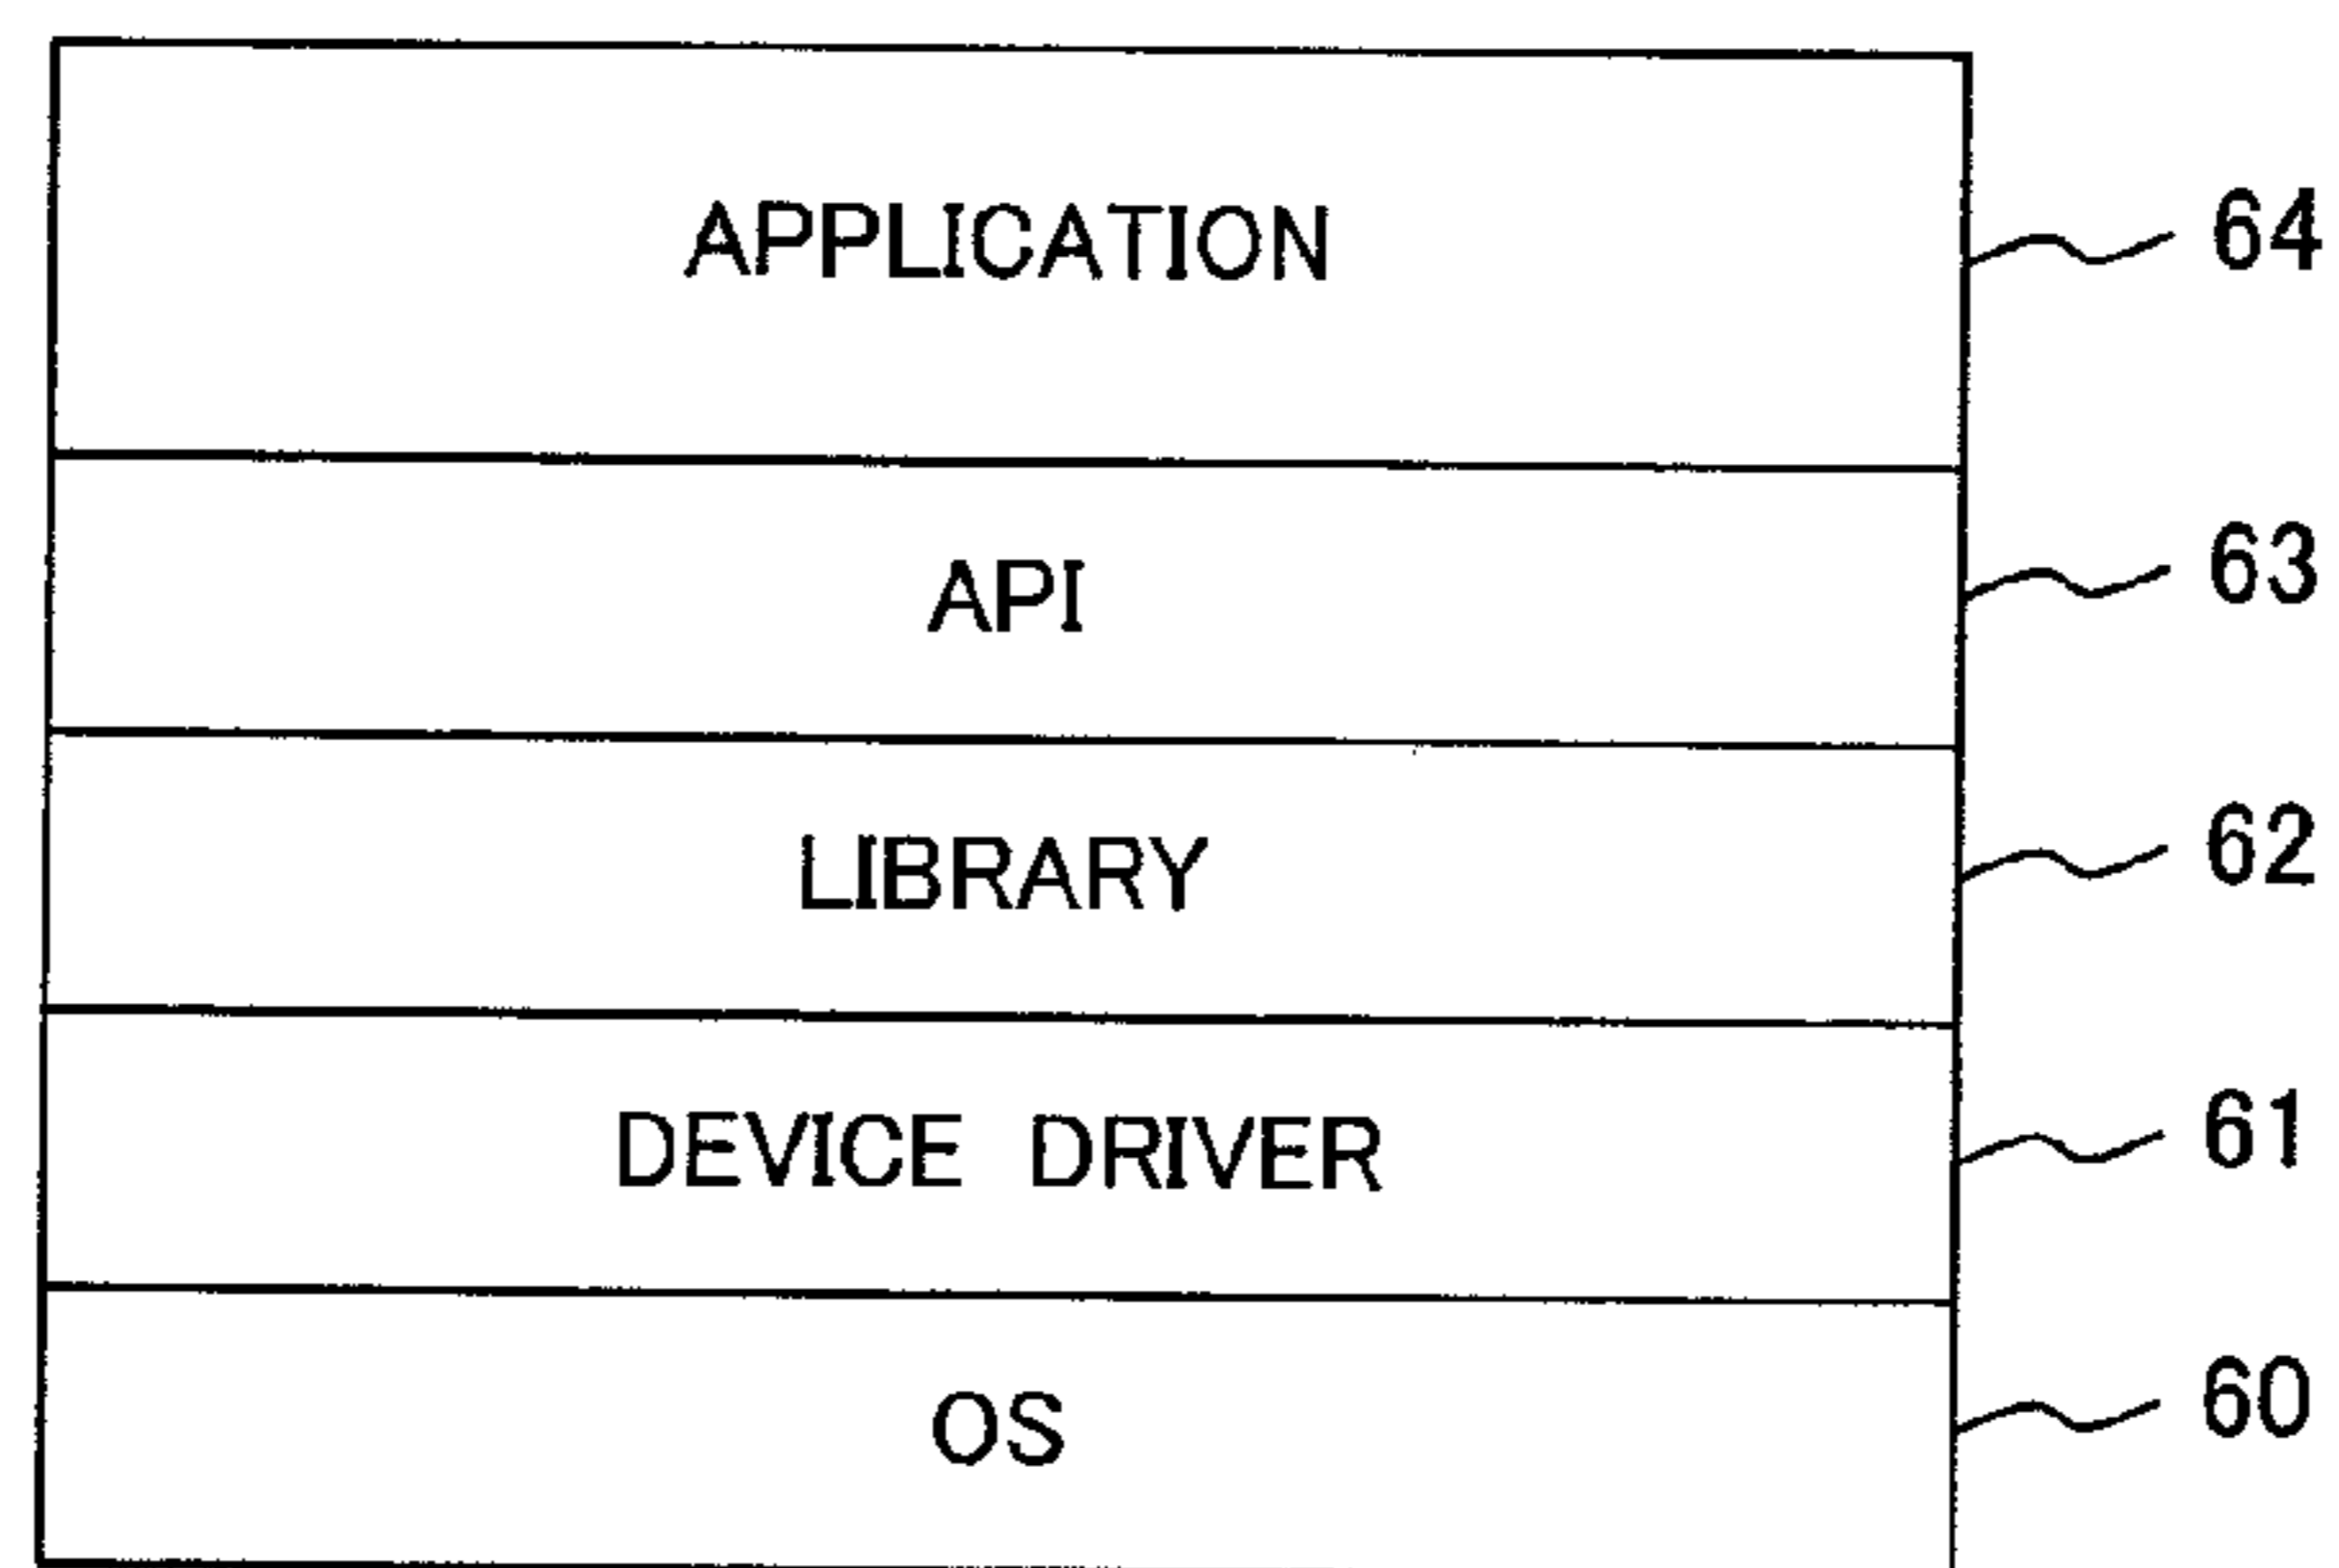 APPLICATION 64
API 63
LIBRARY 62
DEVICE DRIVER 61
OS 60